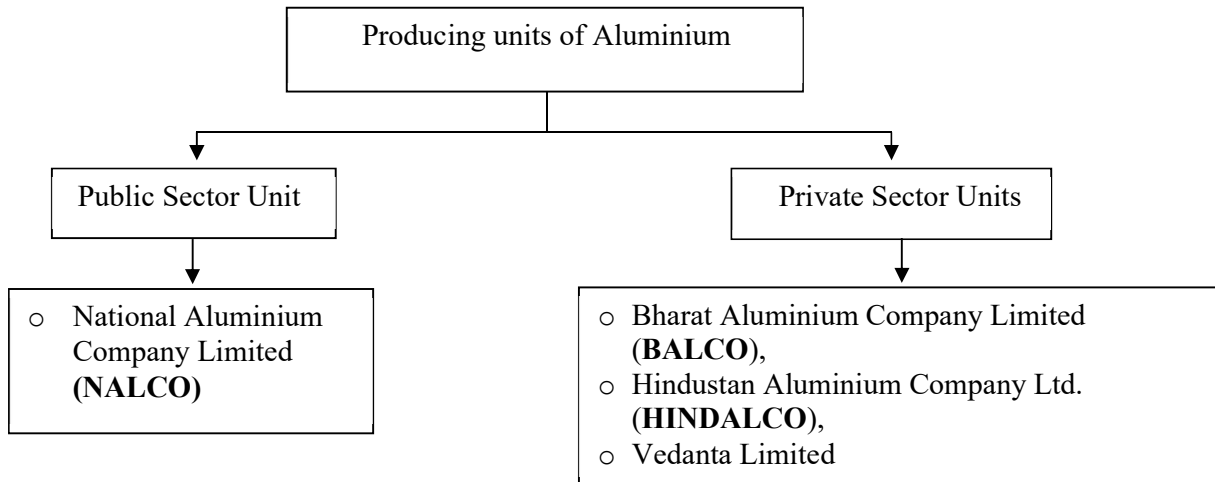 Producing units of Aluminium
Public Sector Unit
Private Sector Units
o National Aluminium
Company Limited
(NALCO)
o Bharat Aluminium Company Limited
(BALCO),
o Hindustan Aluminium Company Ltd.
(HINDALCO),
o Vedanta Limited